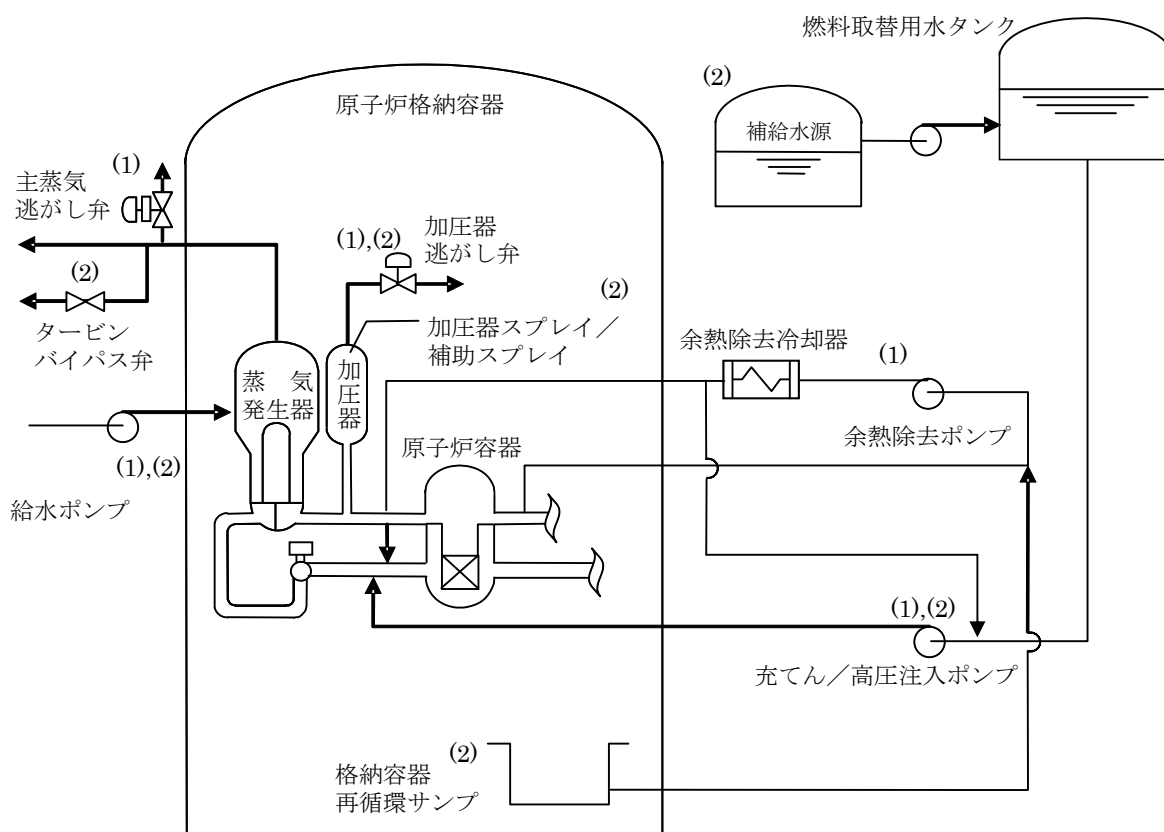 燃料取替用水タンク
(2)
補給水源
原子炉格納容器
(1)
主蒸気
逃がし弁
(1),(2)
加圧器
逃がし弁
(2)
(2)
タービン
バイパス弁
加圧器スプレイ／
補助スプレイ
余熱除去冷却器
(1)
蒸　気
発生器
加圧器
余熱除去ポンプ
原子炉容器
(1),(2)
給水ポンプ
(1),(2)
充てん／高圧注入ポンプ
(2)
格納容器
再循環サンプ